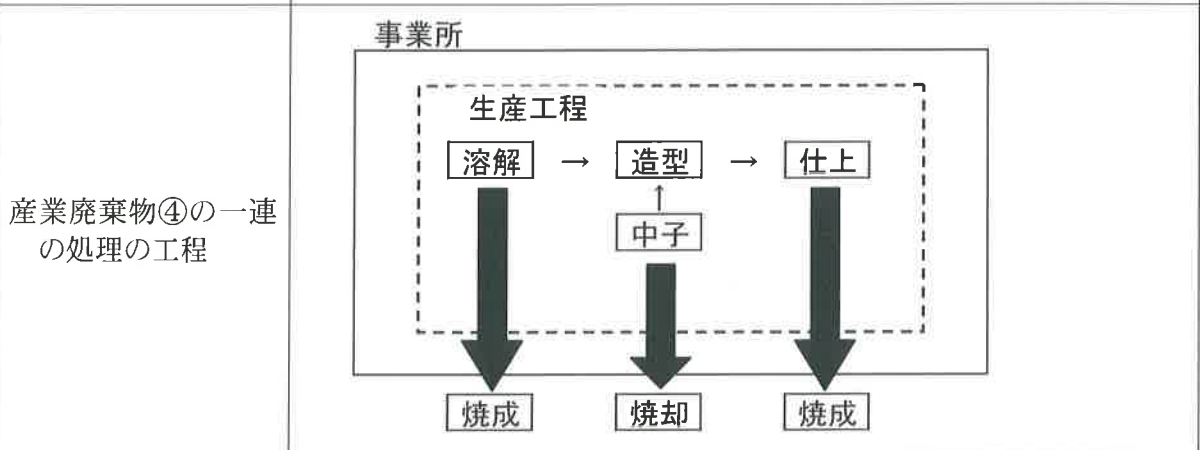 産業廃棄物④の一連
の処理の工程
事業所
生産工程
溶解 → 造型 → 仕上
↑
中子
焼成 焼却 焼成